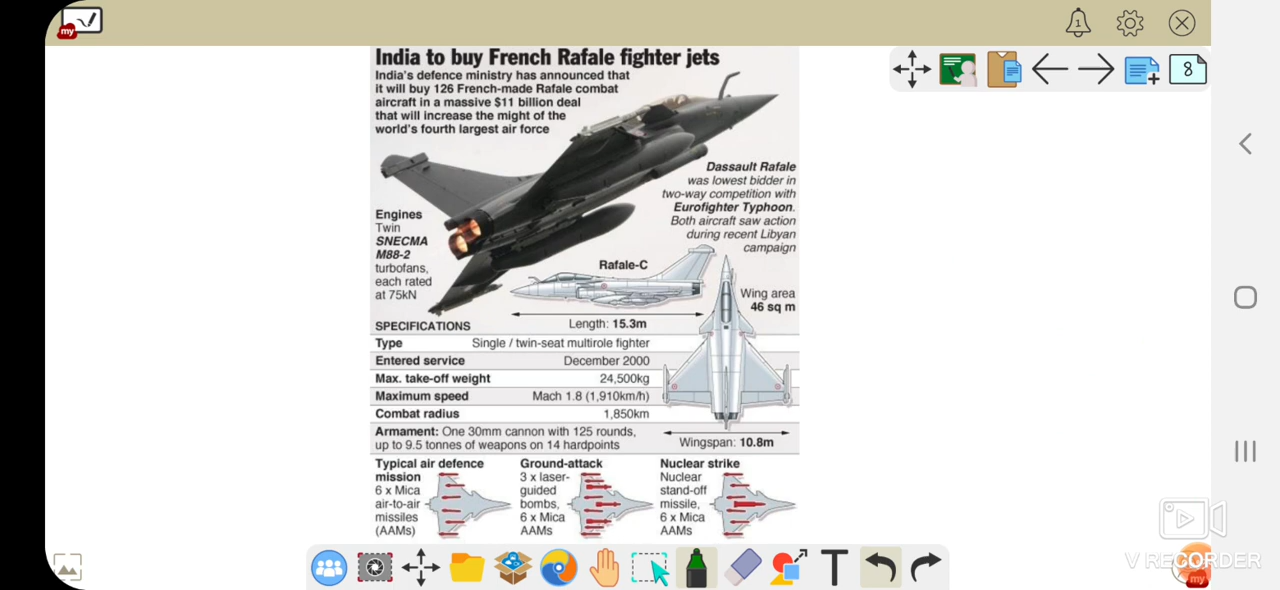 my
1
8
India to buy French Rafale fighter jets
India's defence ministry has announced that
it will buy 126 French-made Rafale combat
aircraft in a massive $11 billion deal
that will increase the might of the
world's fourth largest air force
Dassault Rafale
was lowest bidder in
two-way competition with
Eurofighter Typhoon.
Both aircraft saw action
during recent Libyan
campaign
Engines
Twin
SNECMA
M88-2
turbofans,
each rated
at 75kN
Rafale-C
Wing area
46 sq m
Length: 15.3m
SPECIFICATIONS
Type Single / twin-seat multirole fighter
Entered service December 2000
Max. take-off weight 24,500kg
Maximum speed Mach 1.8 (1,910km/h)
Combat radius 1,850km
Armament: One 30mm cannon with 125 rounds,
up to 9.5 tonnes of weapons on 14 hardpoints
Wingspan: 10.8m
Typical air defence
mission
6 x Mica
air-to-air
missiles
(AAMs)
Ground-attack
3 x laser-
guided
bombs,
6 x Mica
AAMs
Nuclear strike
Nuclear
stand-off
missile,
6 x Mica
AAMs
T
V RECORDER
my